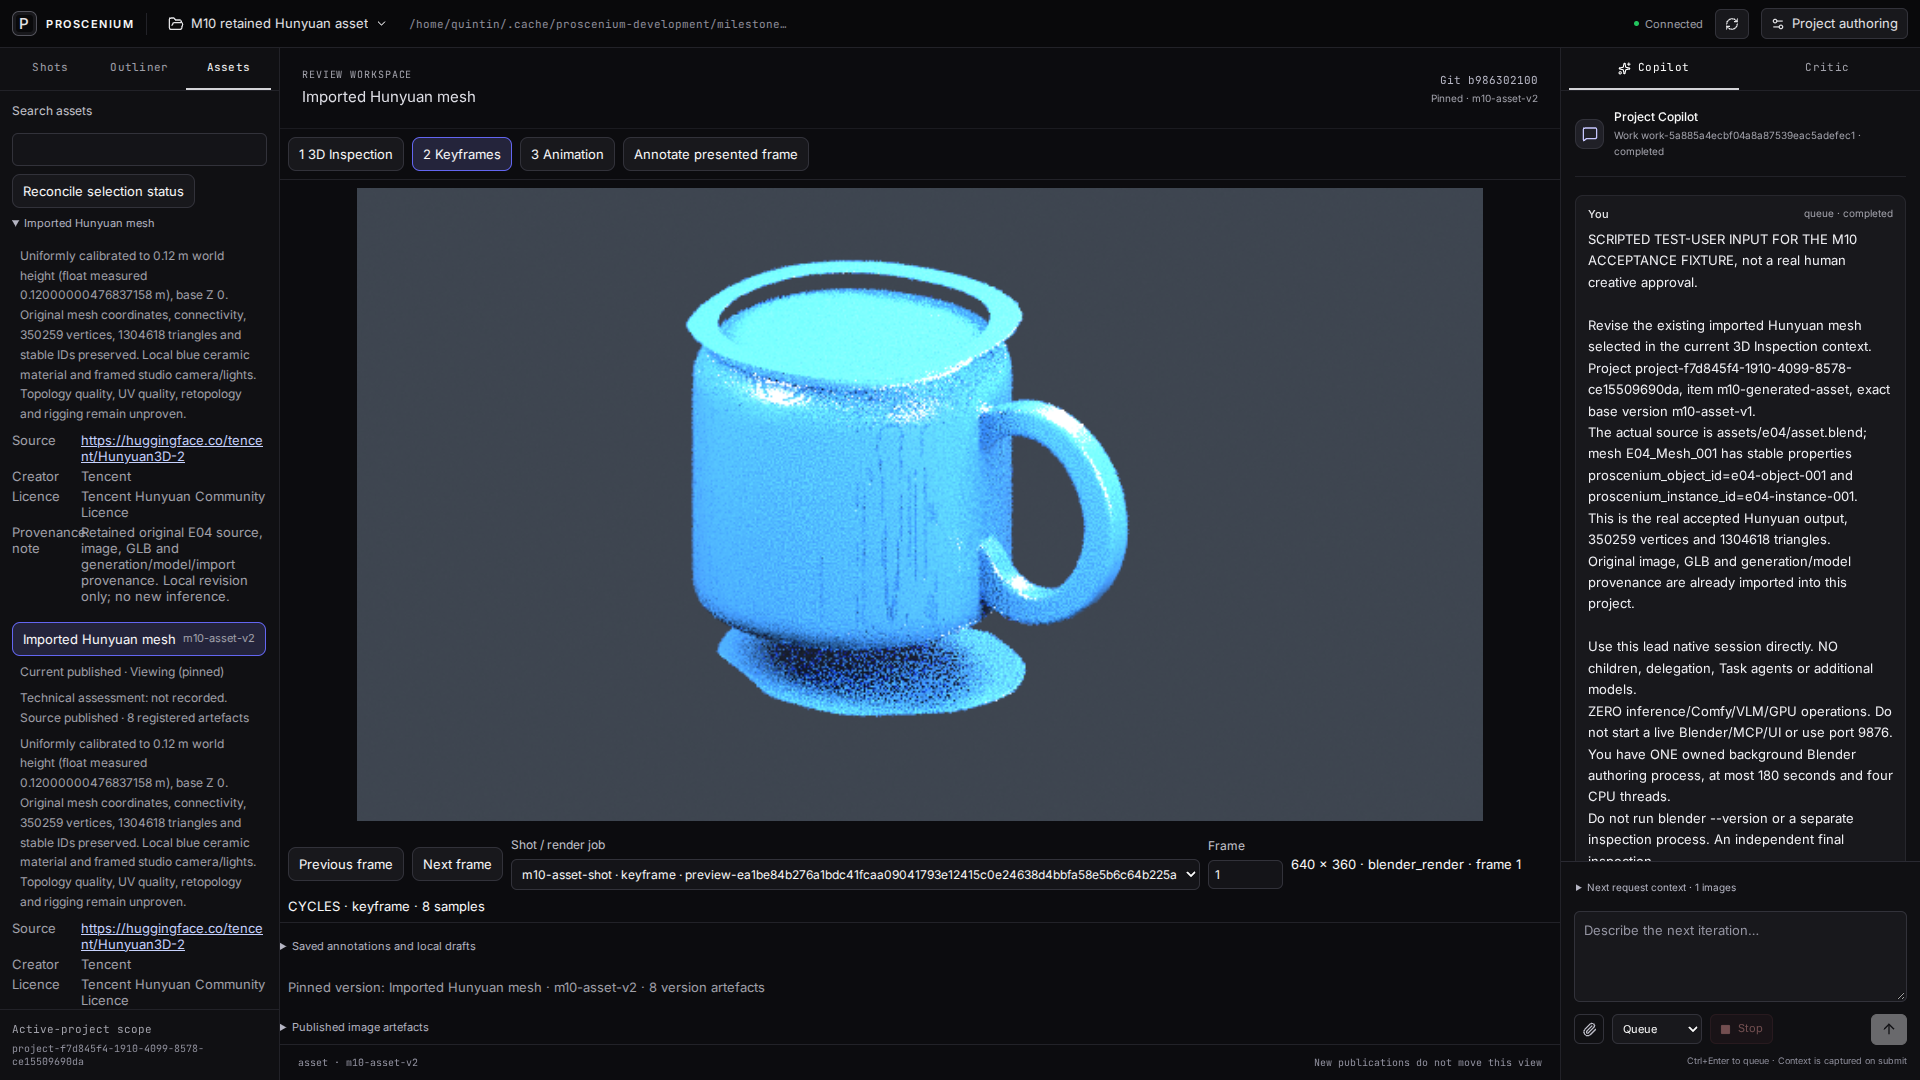 P PROSCENIUM
M10 retained Hunyuan asset
/home/quintin/.cache/proscenium-development/milestone…
Connected
Project authoring
Shots
Outliner
Assets
Search assets
Reconcile selection status
Imported Hunyuan mesh
Uniformly calibrated to 0.12 m world
height (float measured
0.12000000476837158 m), base Z 0.
Original mesh coordinates, connectivity,
350259 vertices, 1304618 triangles and
stable IDs preserved. Local blue ceramic
material and framed studio camera/lights.
Topology quality, UV quality, retopology
and rigging remain unproven.
Source
https://huggingface.co/tence
nt/Hunyuan3D-2
Creator
Tencent
Licence
Tencent Hunyuan Community
Licence
Provenance
note
Retained original E04 source,
image, GLB and
generation/model/import
provenance. Local revision
only; no new inference.
Imported Hunyuan mesh m10-asset-v2
Current published · Viewing (pinned)
Technical assessment: not recorded.
Source published · 8 registered artefacts
Uniformly calibrated to 0.12 m world
height (float measured
0.12000000476837158 m), base Z 0.
Original mesh coordinates, connectivity,
350259 vertices, 1304618 triangles and
stable IDs preserved. Local blue ceramic
material and framed studio camera/lights.
Topology quality, UV quality, retopology
and rigging remain unproven.
Source
https://huggingface.co/tence
nt/Hunyuan3D-2
Creator
Tencent
Licence
Tencent Hunyuan Community
Licence
Active-project scope
project-f7d845f4-1910-4099-8578-
ce15509690da
REVIEW WORKSPACE
Imported Hunyuan mesh
Git b986302100
Pinned · m10-asset-v2
1 3D Inspection
2 Keyframes
3 Animation
Annotate presented frame
Previous frame
Next frame
Shot / render job
m10-asset-shot · keyframe · preview-ea1be84b276a1bdc41fcaa09041793e12415c0e24638d4bbfa58e5b6c64b225a
Frame
1
640 × 360 · blender_render · frame 1
CYCLES · keyframe · 8 samples
Saved annotations and local drafts
Pinned version: Imported Hunyuan mesh · m10-asset-v2 · 8 version artefacts
Published image artefacts
asset · m10-asset-v2
New publications do not move this view
Copilot
Critic
Project Copilot
Work work-5a885a4ecbf04a8a87539eac5adefec1 ·
completed
You
queue · completed
SCRIPTED TEST-USER INPUT FOR THE M10
ACCEPTANCE FIXTURE, not a real human
creative approval.
Revise the existing imported Hunyuan mesh
selected in the current 3D Inspection context.
Project project-f7d845f4-1910-4099-8578-
ce15509690da, item m10-generated-asset, exact
base version m10-asset-v1.
The actual source is assets/e04/asset.blend;
mesh E04_Mesh_001 has stable properties
proscenium_object_id=e04-object-001 and
proscenium_instance_id=e04-instance-001.
This is the real accepted Hunyuan output,
350259 vertices and 1304618 triangles.
Original image, GLB and generation/model
provenance are already imported into this
project.
Use this lead native session directly. NO
children, delegation, Task agents or additional
models.
ZERO inference/Comfy/VLM/GPU operations. Do
not start a live Blender/MCP/UI or use port 9876.
You have ONE owned background Blender
authoring process, at most 180 seconds and four
CPU threads.
Do not run blender --version or a separate
inspection process. An independent final
inspection
Next request context · 1 images
Describe the next iteration…
Queue
Stop
Ctrl+Enter to queue · Context is captured on submit